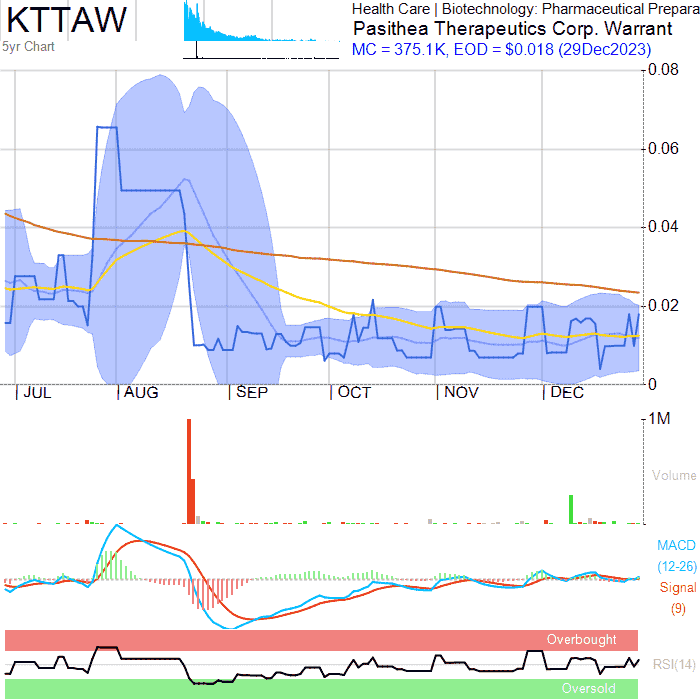 KTTAW
5yr Chart
Health Care | Biotechnology: Pharmaceutical Prepara
Pasithea Therapeutics Corp. Warrant
MC = 375.1K, EOD = $0.018 (29Dec2023)
0.08
0.06
0.04
0.02
0
JUL AUG SEP OCT NOV DEC
1M
Volume
MACD
(12-26)
Signal
(9)
Overbought
RSI(14)
Oversold